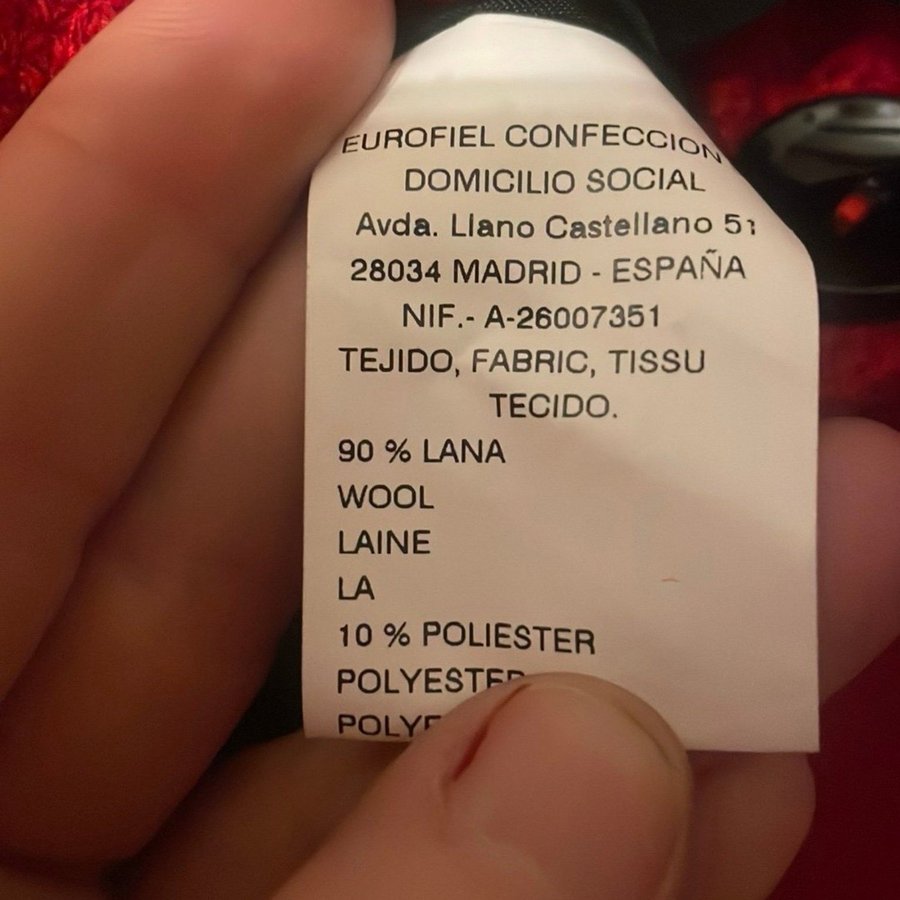 EUROFIEL CONFECCION
DOMICILIO SOCIAL
Avda. Llano Castellano 51
28034 MADRID - ESPAÑA
NIF.- A-26007351
TEJIDO, FABRIC, TISSU
TECIDO.
90 % LANA
WOOL
LAINE
LA
10 % POLIESTER
POLYESTER